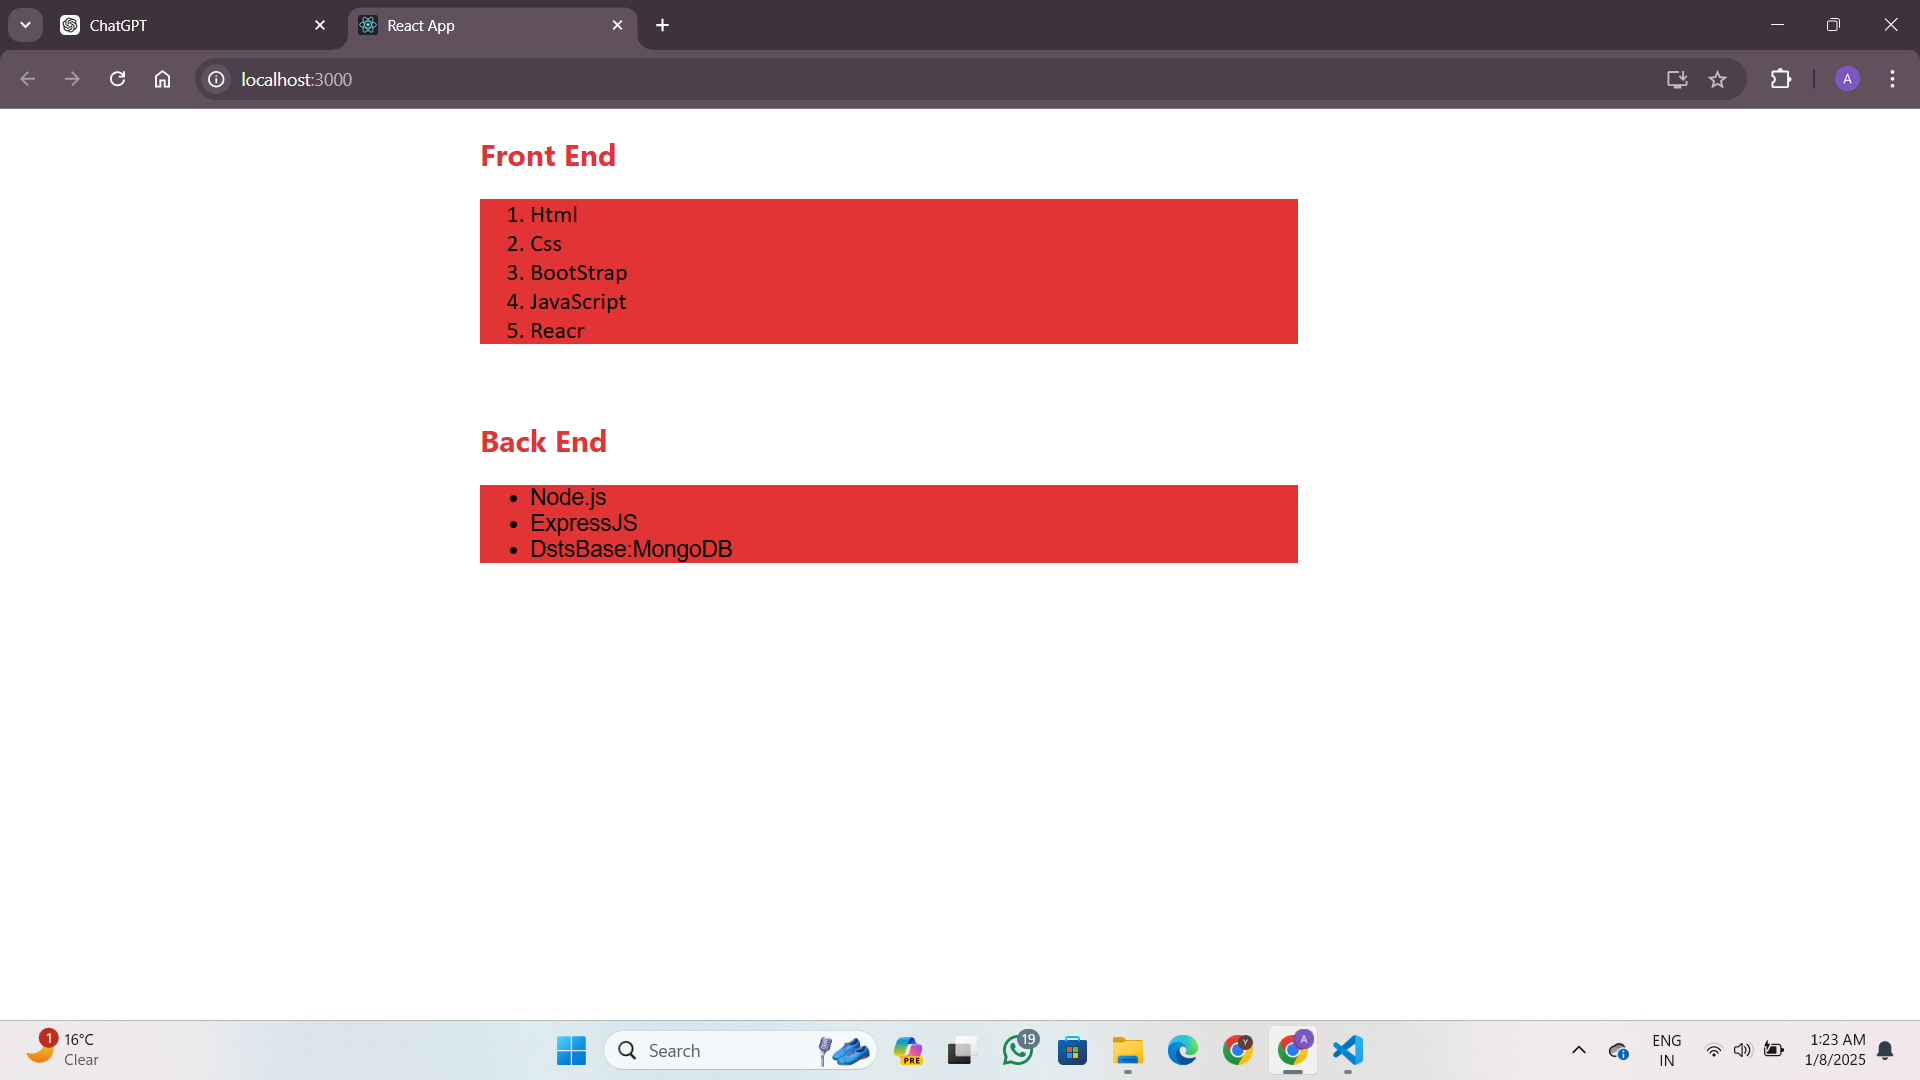 ChatGPT
React App
localhost:3000
A
Front End
1. Html
2. Css
3. BootStrap
4. JavaScript
5. Reacr
Back End
• Node.js
• ExpressJS
• DstsBase:MongoDB
1
16°C
Clear
Search
PRE
19
Y
A
ENG
IN
1:23 AM
1/8/2025